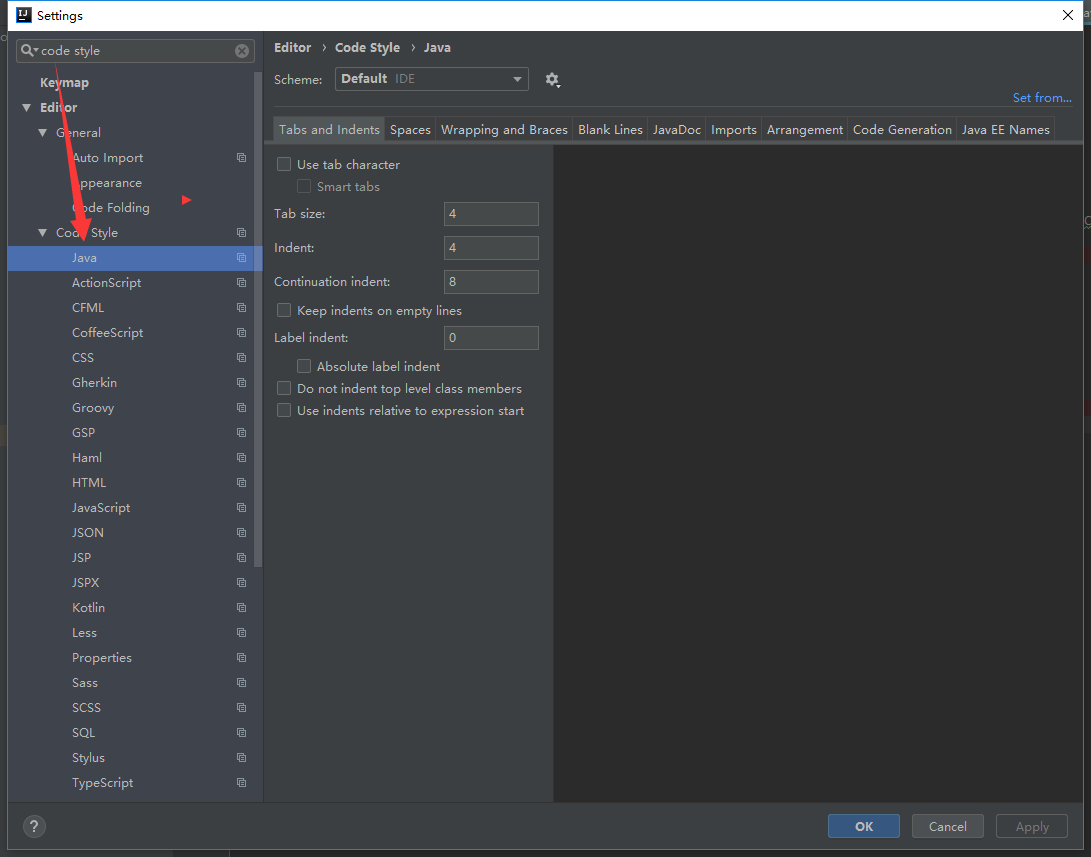 Settings
code style
Keymap
Editor
General
Auto Import
Appearance
Code Folding
Code Style
Java
ActionScript
CFML
CoffeeScript
CSS
Gherkin
Groovy
GSP
Haml
HTML
JavaScript
JSON
JSP
JSPX
Kotlin
Less
Properties
Sass
SCSS
SQL
Stylus
TypeScript
Editor › Code Style › Java
Scheme: Default IDE
Set from...
Tabs and Indents Spaces Wrapping and Braces Blank Lines JavaDoc Imports Arrangement Code Generation Java EE Names
Use tab character
Smart tabs
Tab size: 4
Indent: 4
Continuation indent: 8
Keep indents on empty lines
Label indent: 0
Absolute label indent
Do not indent top level class members
Use indents relative to expression start
? OK Cancel Apply